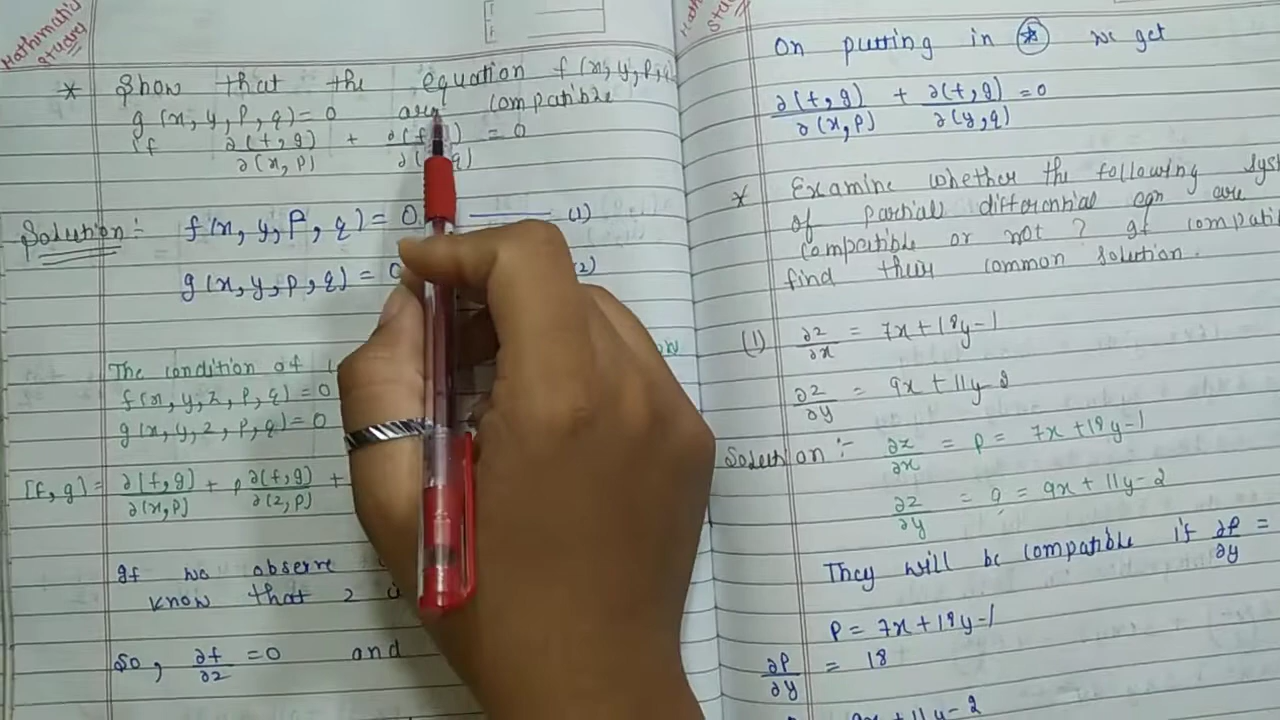 Mathematics
Study
* Show that the equation f(x, y, p, q
g(x, y, p, q) = 0 are compatible
if ∂(f, g)/∂(x, p) + ∂(f )/∂( q) = 0
Solution :- f(x, y, p, q) = 0 (1)
g(x, y, p, q) = 0 (2)
The condition of
f(x, y, z, p, q) = 0
g(x, y, z, p, q) = 0
[f, g] = ∂(f, g)/∂(x, p) + p ∂(f, g)/∂(z, p) +
If we observe
know that z
So, ∂f/∂z = 0 and
On putting in * we get
∂(f, g)/∂(x, p) + ∂(f, g)/∂(y, q) = 0
* Examine whether the following syst
of partial differential eqn are
compatible or not ? If compati
find their common solution.
(1) ∂z/∂x = 7x + 18y - 1
∂z/∂y = 9x + 11y - 2
Solution :- ∂z/∂x = p = 7x + 18y - 1
∂z/∂y = q = 9x + 11y - 2
They will be compatible if ∂p/∂y =
p = 7x + 18y - 1
∂p/∂y = 18
9x + 11y - 2